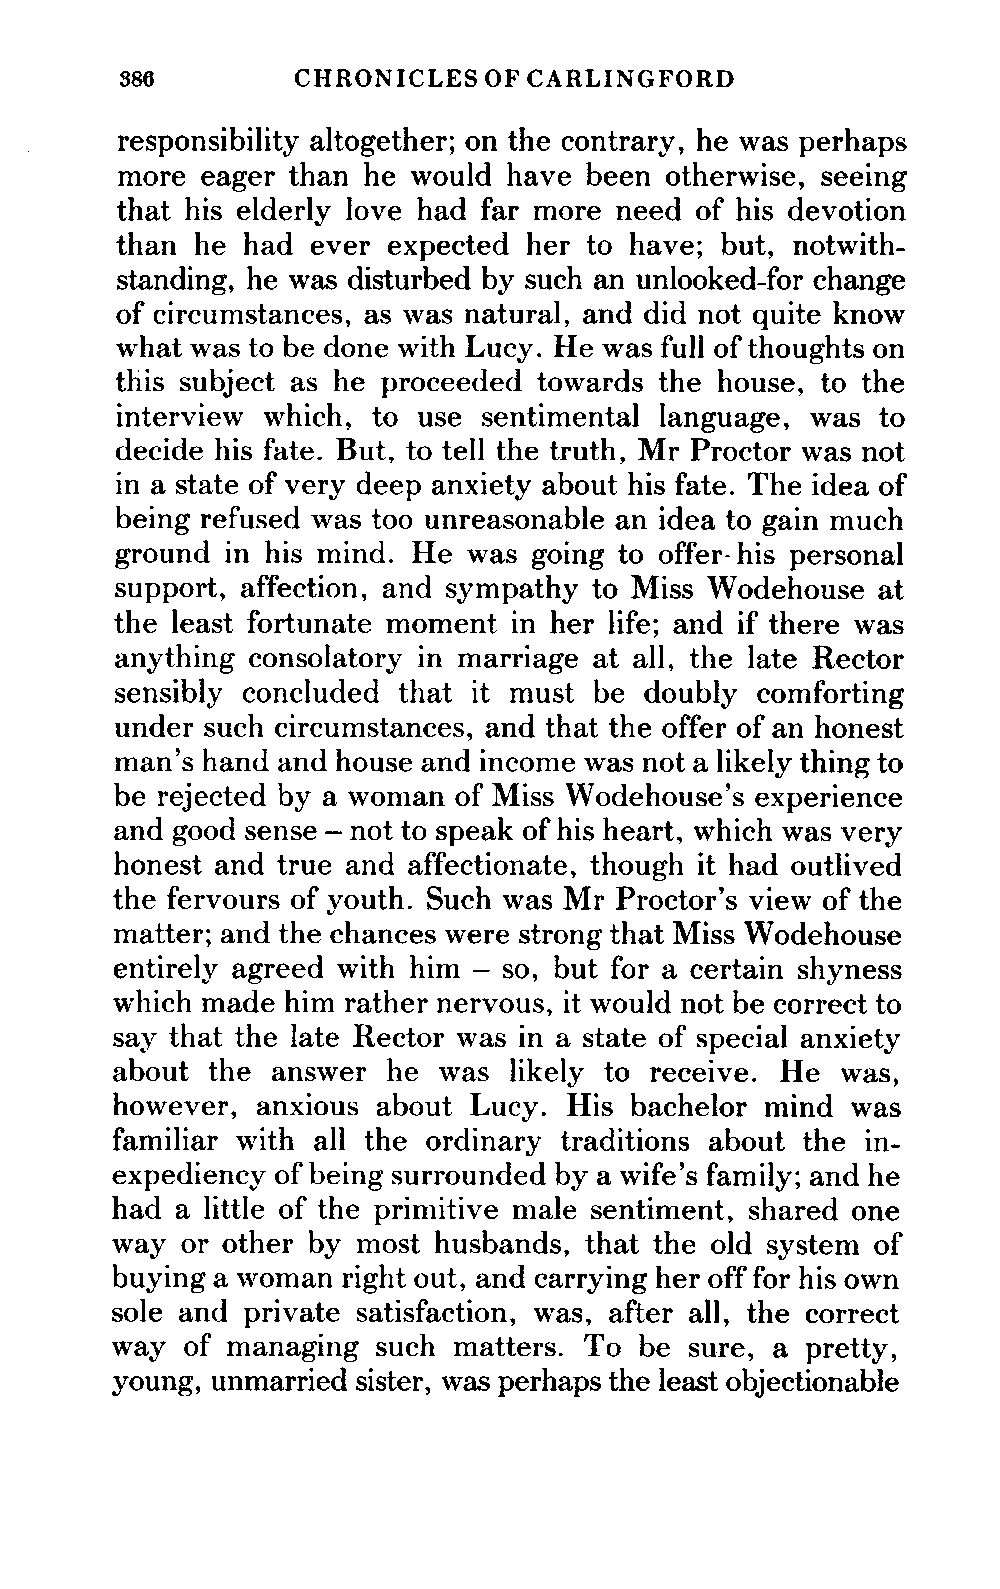 386 CHRONICLES OF CARLINGFORD
responsibility altogether; on the contrary, he was perhaps
more eager than he would have been otherwise, seeing
that his elderly love had far more need of his devotion
than he had ever expected her to have; but, notwith-
standing, he was disturbed by such an unlooked-for change
of circumstances, as was natural, and did not quite know
what was to be done with Lucy. He was full of thoughts on
this subject as he proceeded towards the house, to the
interview which, to use sentimental language, was to
decide his fate. But, to tell the truth, Mr Proctor was not
in a state of very deep anxiety about his fate. The idea of
being refused was too unreasonable an idea to gain much
ground in his mind. He was going to offer his personal
support, affection, and sympathy to Miss Wodehouse at
the least fortunate moment in her life; and if there was
anything consolatory in marriage at all, the late Rector
sensibly concluded that it must be doubly comforting
under such circumstances, and that the offer of an honest
man's hand and house and income was not a likely thing to
be rejected by a woman of Miss Wodehouse's experience
and good sense – not to speak of his heart, which was very
honest and true and affectionate, though it had outlived
the fervours of youth. Such was Mr Proctor's view of the
matter; and the chances were strong that Miss Wodehouse
entirely agreed with him – so, but for a certain shyness
which made him rather nervous, it would not be correct to
say that the late Rector was in a state of special anxiety
about the answer he was likely to receive. He was,
however, anxious about Lucy. His bachelor mind was
familiar with all the ordinary traditions about the in-
expediency of being surrounded by a wife's family; and he
had a little of the primitive male sentiment, shared one
way or other by most husbands, that the old system of
buying a woman right out, and carrying her off for his own
sole and private satisfaction, was, after all, the correct
way of managing such matters. To be sure, a pretty,
young, unmarried sister, was perhaps the least objectionable